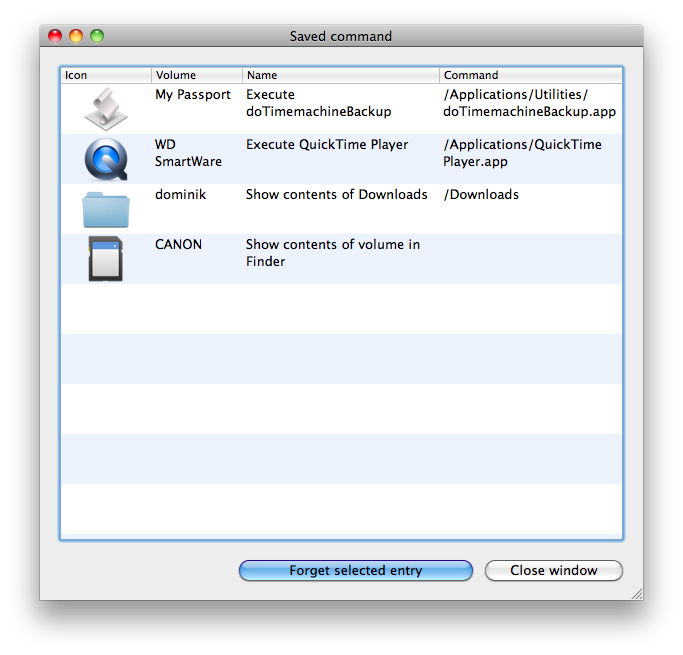 Saved command
Icon Volume Name Command
My Passport Execute /Applications/Utilities/
doTimemachineBackup doTimemachineBackup.app
WD Execute QuickTime Player /Applications/QuickTime
SmartWare Player.app
dominik Show contents of Downloads /Downloads
CANON Show contents of volume in
Finder
Forget selected entry Close window